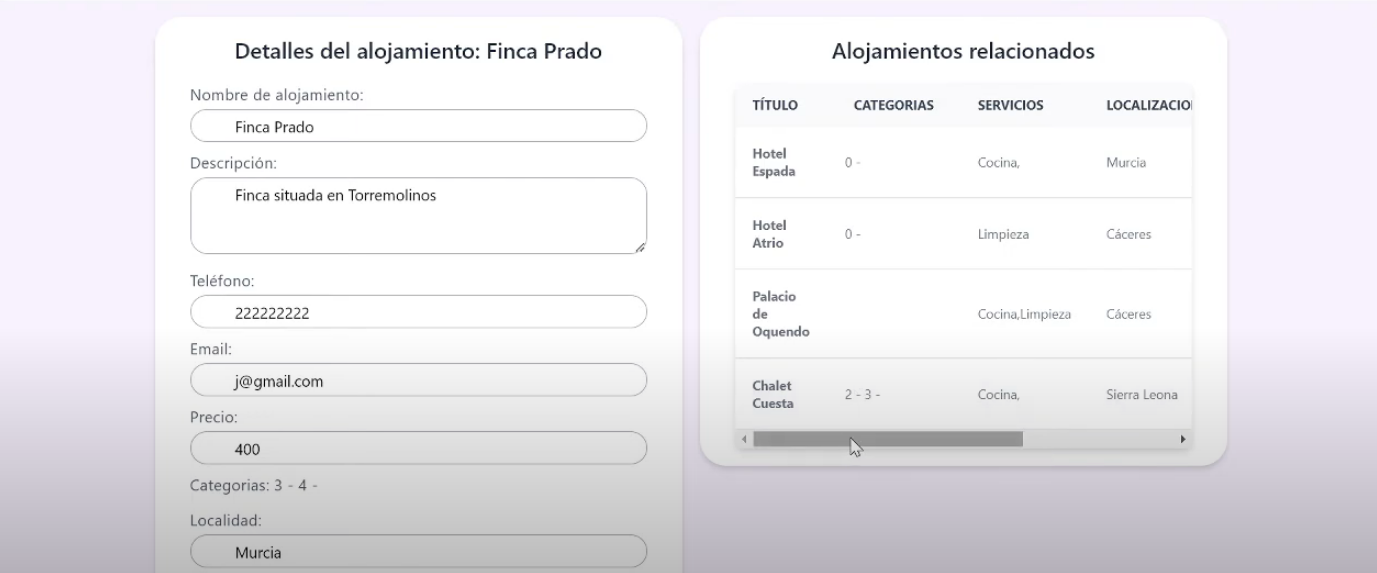 Detalles del alojamiento: Finca Prado
Nombre de alojamiento:
Finca Prado
Descripción:
Finca situada en Torremolinos
Teléfono:
222222222
Email:
j@gmail.com
Precio:
400
Categorias: 3 - 4 -
Localidad:
Murcia
Alojamientos relacionados
TÍTULO CATEGORIAS SERVICIOS LOCALIZACIO
Hotel
Espada
0 -
Cocina,
Murcia
Hotel
Atrio
0 -
Limpieza
Cáceres
Palacio
de
Oquendo
Cocina,Limpieza
Cáceres
Chalet
Cuesta
2 - 3 -
Cocina,
Sierra Leona